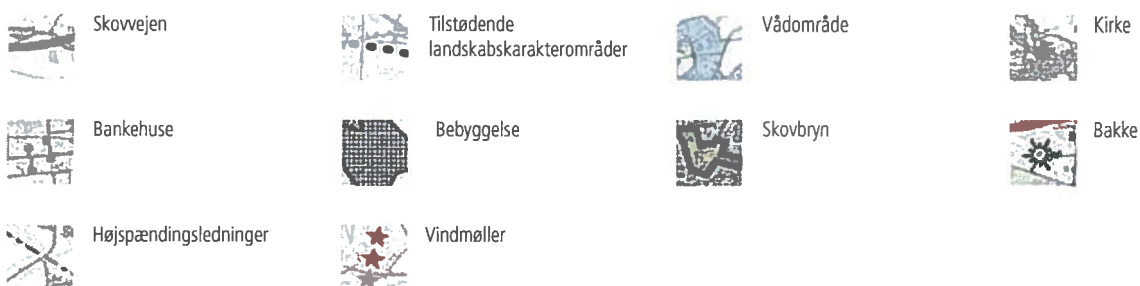 Skovvejen
Tilstødende
landskabskarakterområder
Vådområde
Kirke
Bankehuse
Bebyggelse
Skovbryn
Bakke
Højspændingsledninger
Vindmøller